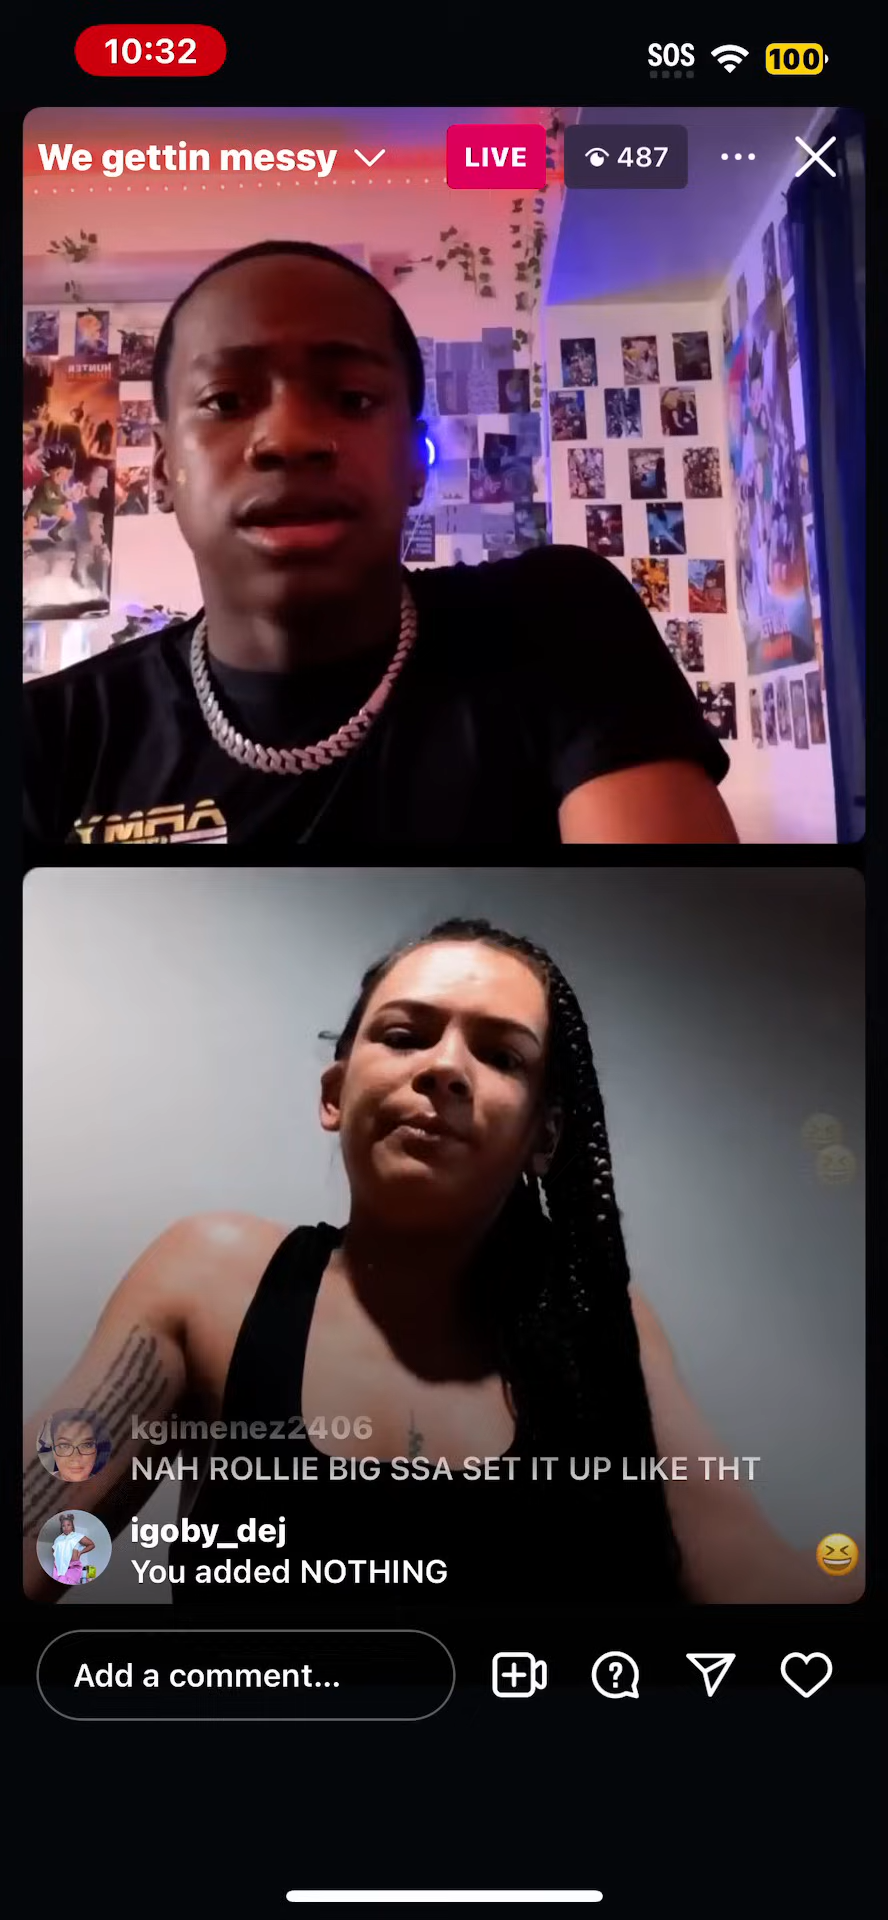 10:32
SOS
100
We gettin messy
LIVE
487
ARMY
kgimenez2406
NAH ROLLIE BIG SSA SET IT UP LIKE THT
igoby_dej
You added NOTHING
Add a comment...